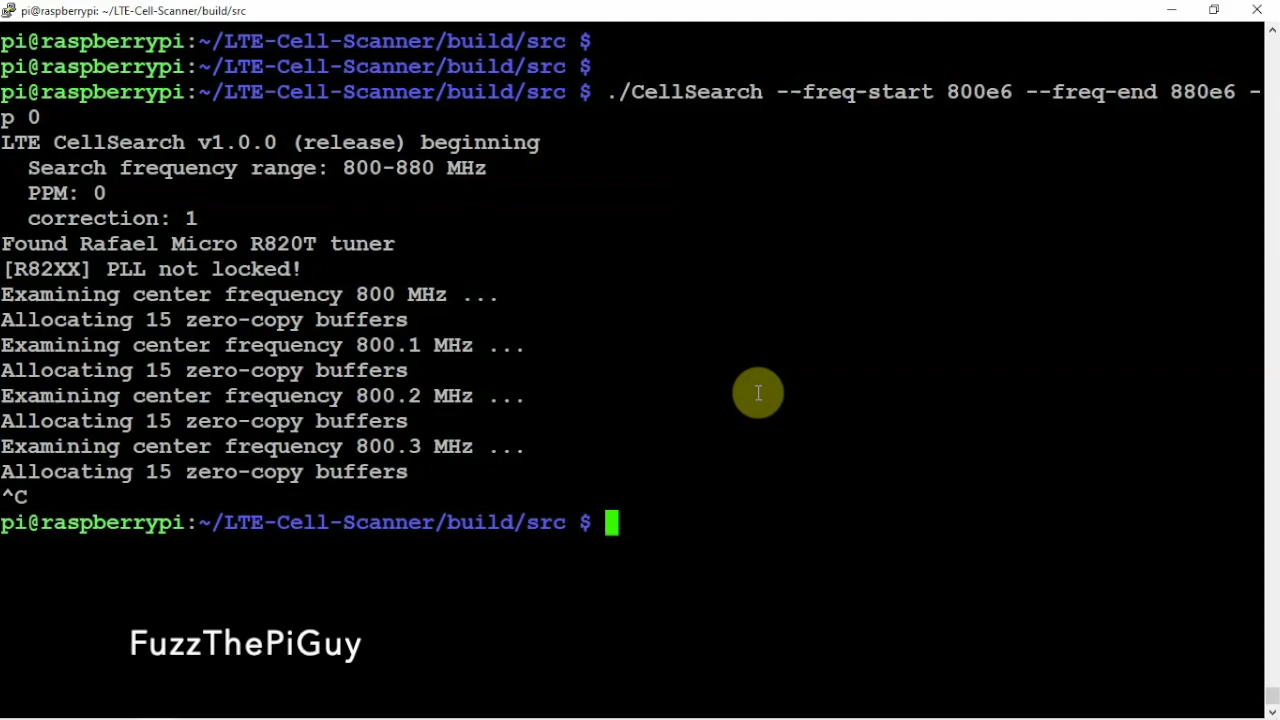 pi@raspberrypi: ~/LTE-Cell-Scanner/build/src
pi@raspberrypi:~/LTE-Cell-Scanner/build/src $
pi@raspberrypi:~/LTE-Cell-Scanner/build/src $
pi@raspberrypi:~/LTE-Cell-Scanner/build/src $ ./CellSearch --freq-start 800e6 --freq-end 880e6 -
p 0
LTE CellSearch v1.0.0 (release) beginning
  Search frequency range: 800-880 MHz
  PPM: 0
  correction: 1
Found Rafael Micro R820T tuner
[R82XX] PLL not locked!
Examining center frequency 800 MHz ...
Allocating 15 zero-copy buffers
Examining center frequency 800.1 MHz ...
Allocating 15 zero-copy buffers
Examining center frequency 800.2 MHz ...
Allocating 15 zero-copy buffers
Examining center frequency 800.3 MHz ...
Allocating 15 zero-copy buffers
^C
pi@raspberrypi:~/LTE-Cell-Scanner/build/src $
FuzzThePiGuy